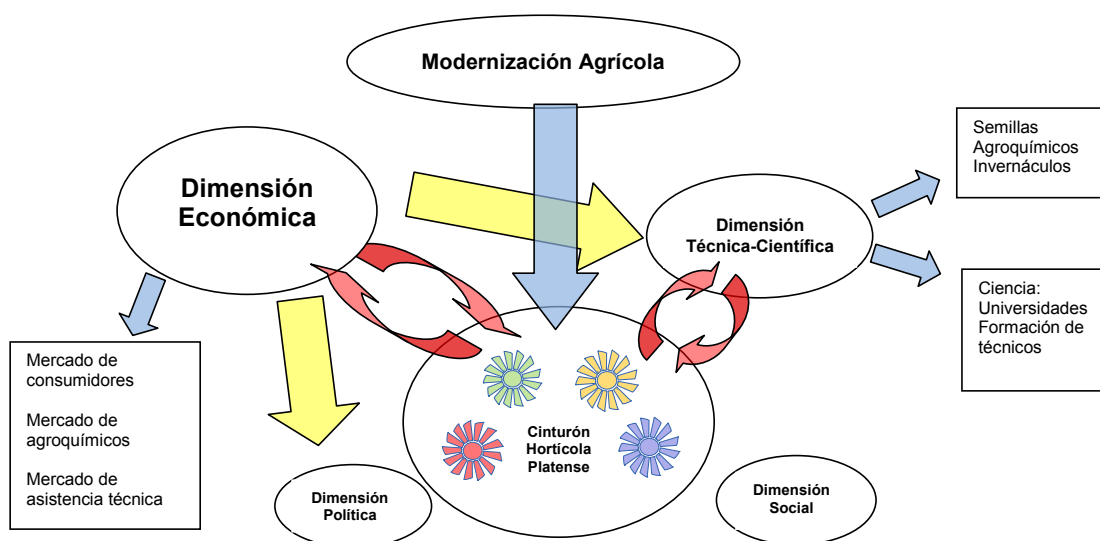 Modernización Agrícola
Dimensión
Económica
Dimensión
Técnica-Científica
Semillas
Agroquímicos
Invernáculos
Ciencia:
Universidades
Formación de
técnicos
Mercado de
consumidores
Mercado de
agroquímicos
Mercado de
asistencia técnica
Cinturón
Hortícola
Platense
Dimensión
Política
Dimensión
Social